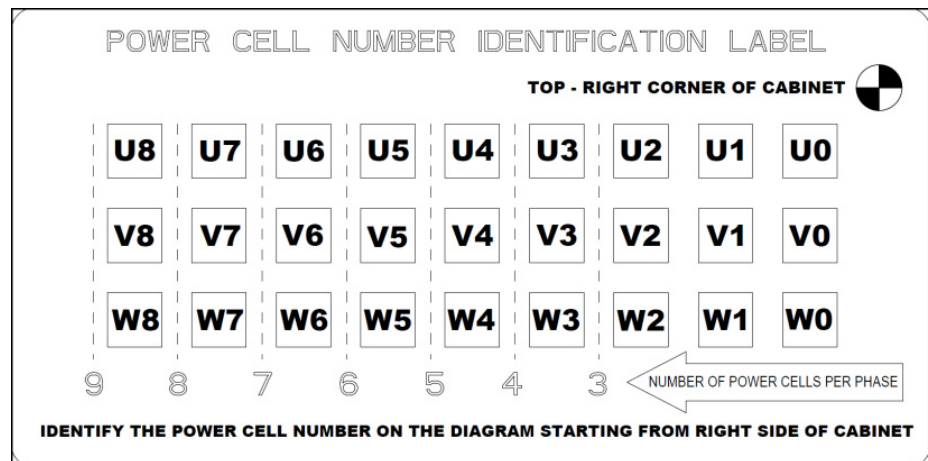 POWER CELL NUMBER IDENTIFICATION LABEL
TOP - RIGHT CORNER OF CABINET
U8 U7 U6 U5 U4 U3 U2 U1 U0
V8 V7 V6 V5 V4 V3 V2 V1 V0
W8 W7 W6 W5 W4 W3 W2 W1 W0
9 8 7 6 5 4 3 NUMBER OF POWER CELLS PER PHASE
IDENTIFY THE POWER CELL NUMBER ON THE DIAGRAM STARTING FROM RIGHT SIDE OF CABINET